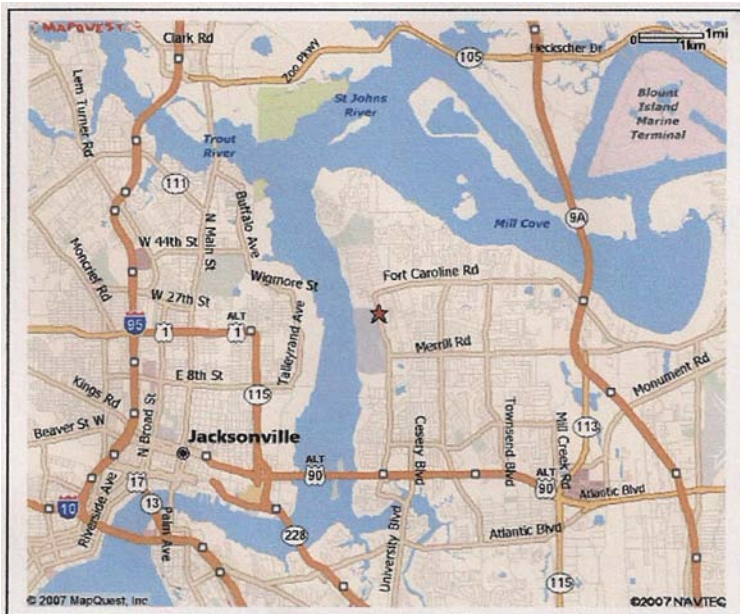 MAPQUEST
Clark Rd
Zoo Pkwy
105
Heckscher Dr
0 1mi
1km
Lem Turner Rd
St Johns
River
Blount
Island
Marine
Terminal
Trout
River
111
Buffalo Ave
N Main St
9A
Mill Cove
W 44th St
Moncrief Rd
Wigmore St
Fort Caroline Rd
W 27th St
Talleyrand Ave
95
1
ALT
1
Merrill Rd
Monument Rd
E 8th St
115
Kings Rd
N Broad St
Beaver St W
Cesery Blvd
Townsend Blvd
Mill Creek Rd
113
Jacksonville
ALT
90
ALT
90
17
Atlantic Blvd
10
Riverside Ave
13
Palm Ave
228
University Blvd
Atlantic Blvd
115
© 2007 MapQuest, Inc
©2007 NAVTEQ